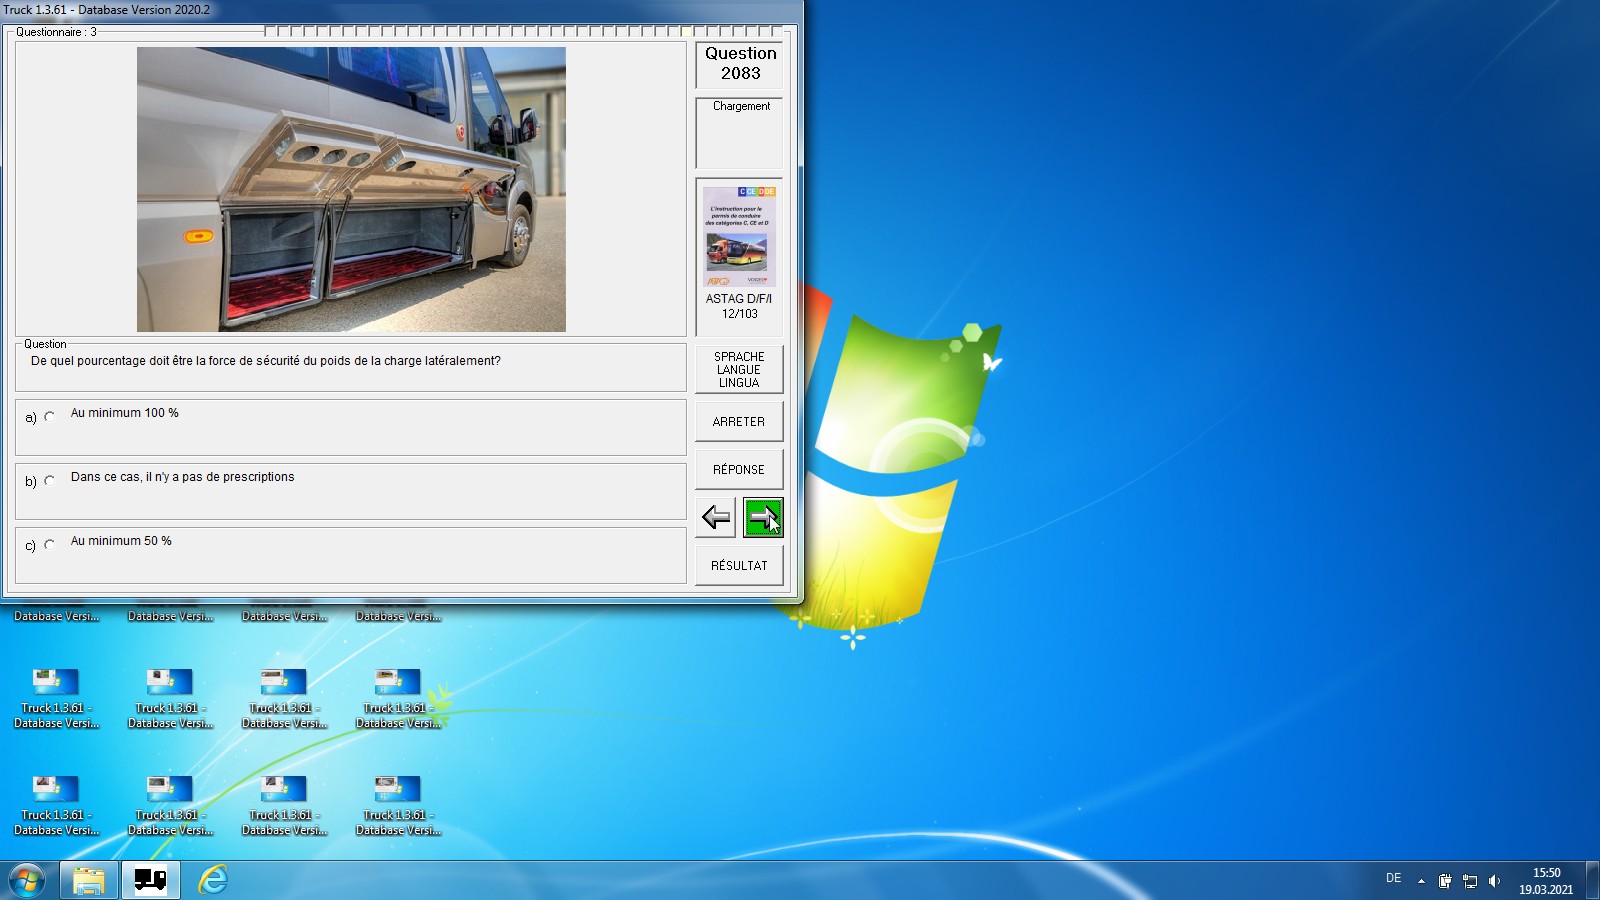 Truck 1.3.61 - Database Version 2020.2
Questionnaire : 3
Question
2083
Chargement
C CE D DE
L'instruction pour le
permis de conduire
des catégories C, CE et D
ASTAG D/F/I
12/103
Question
De quel pourcentage doit être la force de sécurité du poids de la charge latéralement?
SPRACHE
LANGUE
LINGUA
a) Au minimum 100 %
ARRETER
b) Dans ce cas, il n'y a pas de prescriptions
RÉPONSE
c) Au minimum 50 %
RÉSULTAT
Database Versi... Database Versi... Database Versi... Database Versi...
Truck 1.3.61 - Truck 1.3.61 - Truck 1.3.61 - Truck 1.3.61 -
Database Versi... Database Versi... Database Versi... Database Versi...
Truck 1.3.61 - Truck 1.3.61 - Truck 1.3.61 - Truck 1.3.61 -
Database Versi... Database Versi... Database Versi... Database Versi...
DE
15:50
19.03.2021